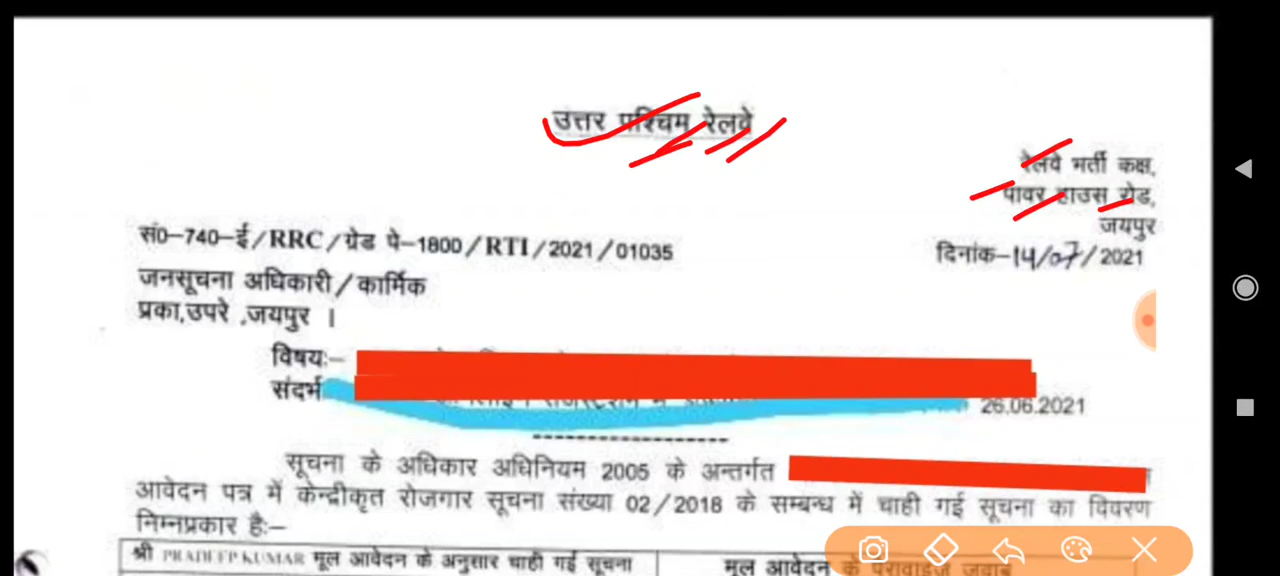 उत्तर पश्चिम रेलवे
रेलवे भर्ती कक्ष,
पावर हाउस रोड,
जयपुर
सं0-740-ई/RRC/ग्रेड पे-1800/RTI/2021/01035
दिनांक-14/07/2021
जनसूचना अधिकारी/कार्मिक
प्रका,उपरे ,जयपुर ।
विषयः-
संदर्भ
26.06.2021
सूचना के अधिकार अधिनियम 2005 के अन्तर्गत
आवेदन पत्र में केन्द्रीकृत रोजगार सूचना संख्या 02/2018 के सम्बन्ध में चाही गई सूचना का विवरण
निम्नप्रकार हैः-
श्री PRADEEP KUMAR मूल आवेदन के अनुसार चाही गई सूचना
मूल आवेदन के पैरावाइज जवाब